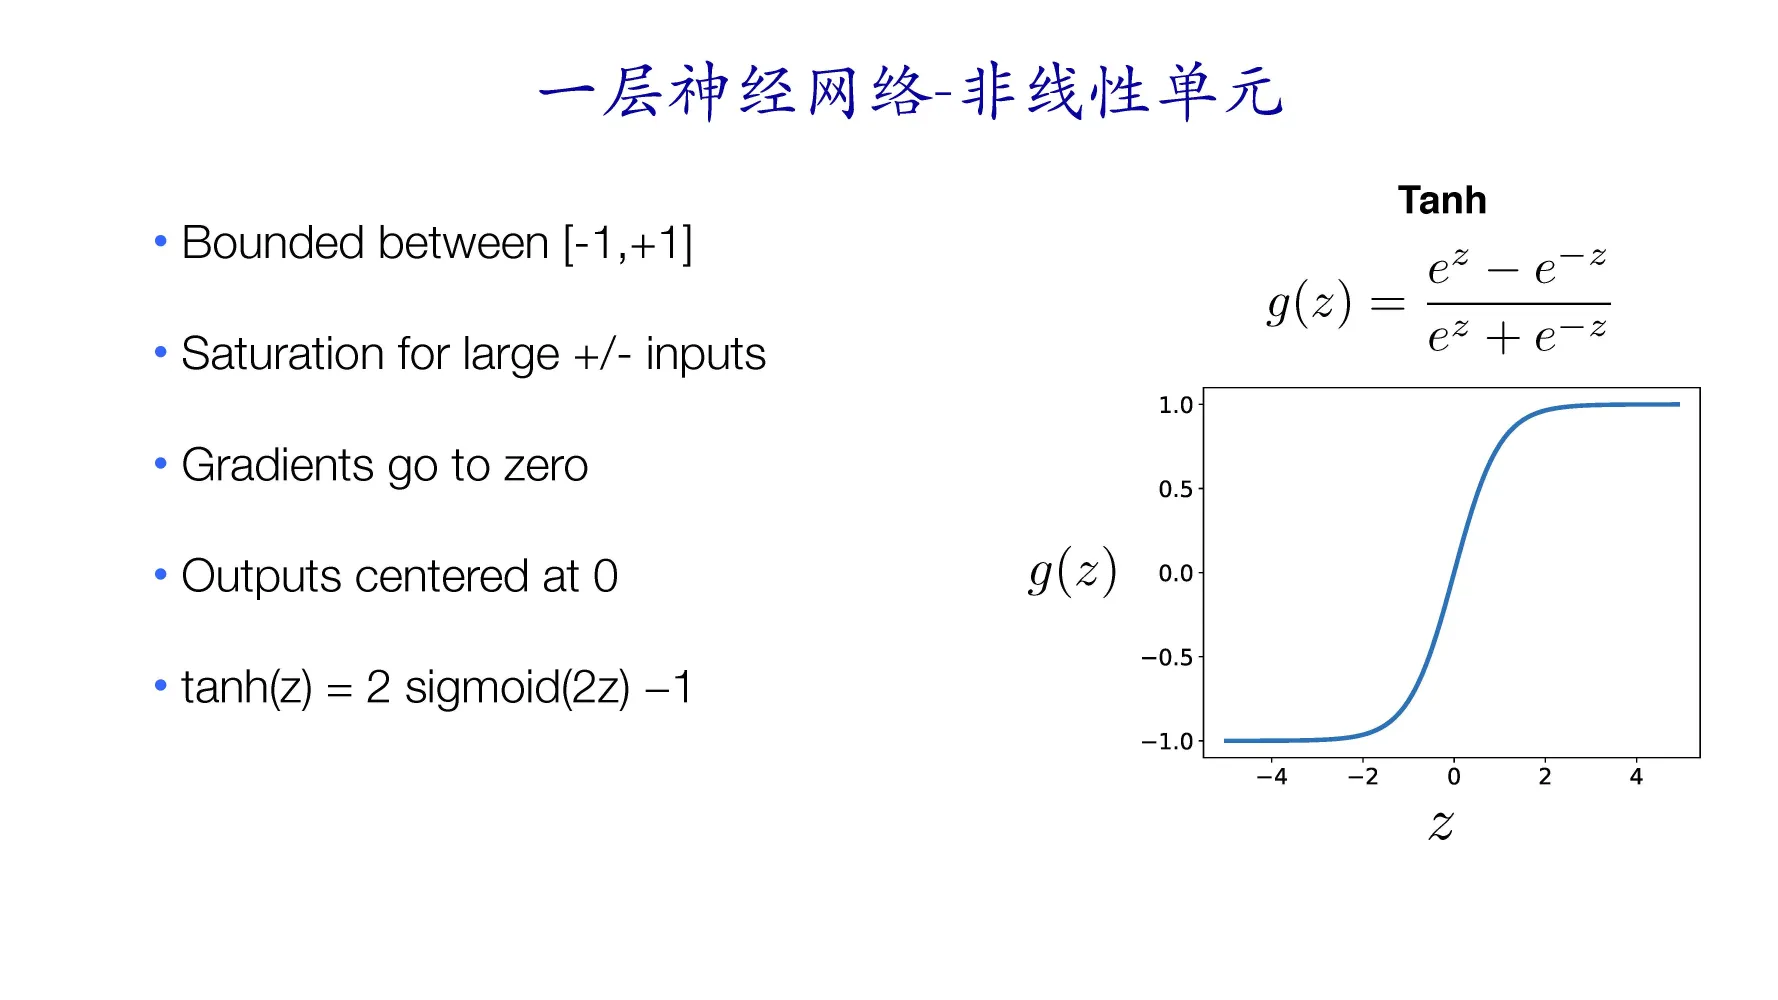 一层神经网络-非线性单元
• Bounded between [-1,+1]
• Saturation for large +/- inputs
• Gradients go to zero
• Outputs centered at 0
• tanh(z) = 2 sigmoid(2z) −1
Tanh
g(z) = \frac{e^z − e^{−z}}{e^z + e^{−z}}
1.0
0.5
0.0
−0.5
−1.0
g(z)
−4 −2 0 2 4
z